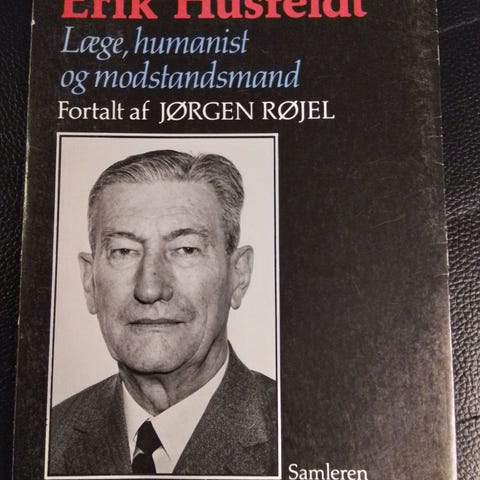 Erik Husfeldt
Læge, humanist
og modstandsmand
Fortalt af JØRGEN RØJEL
Samleren